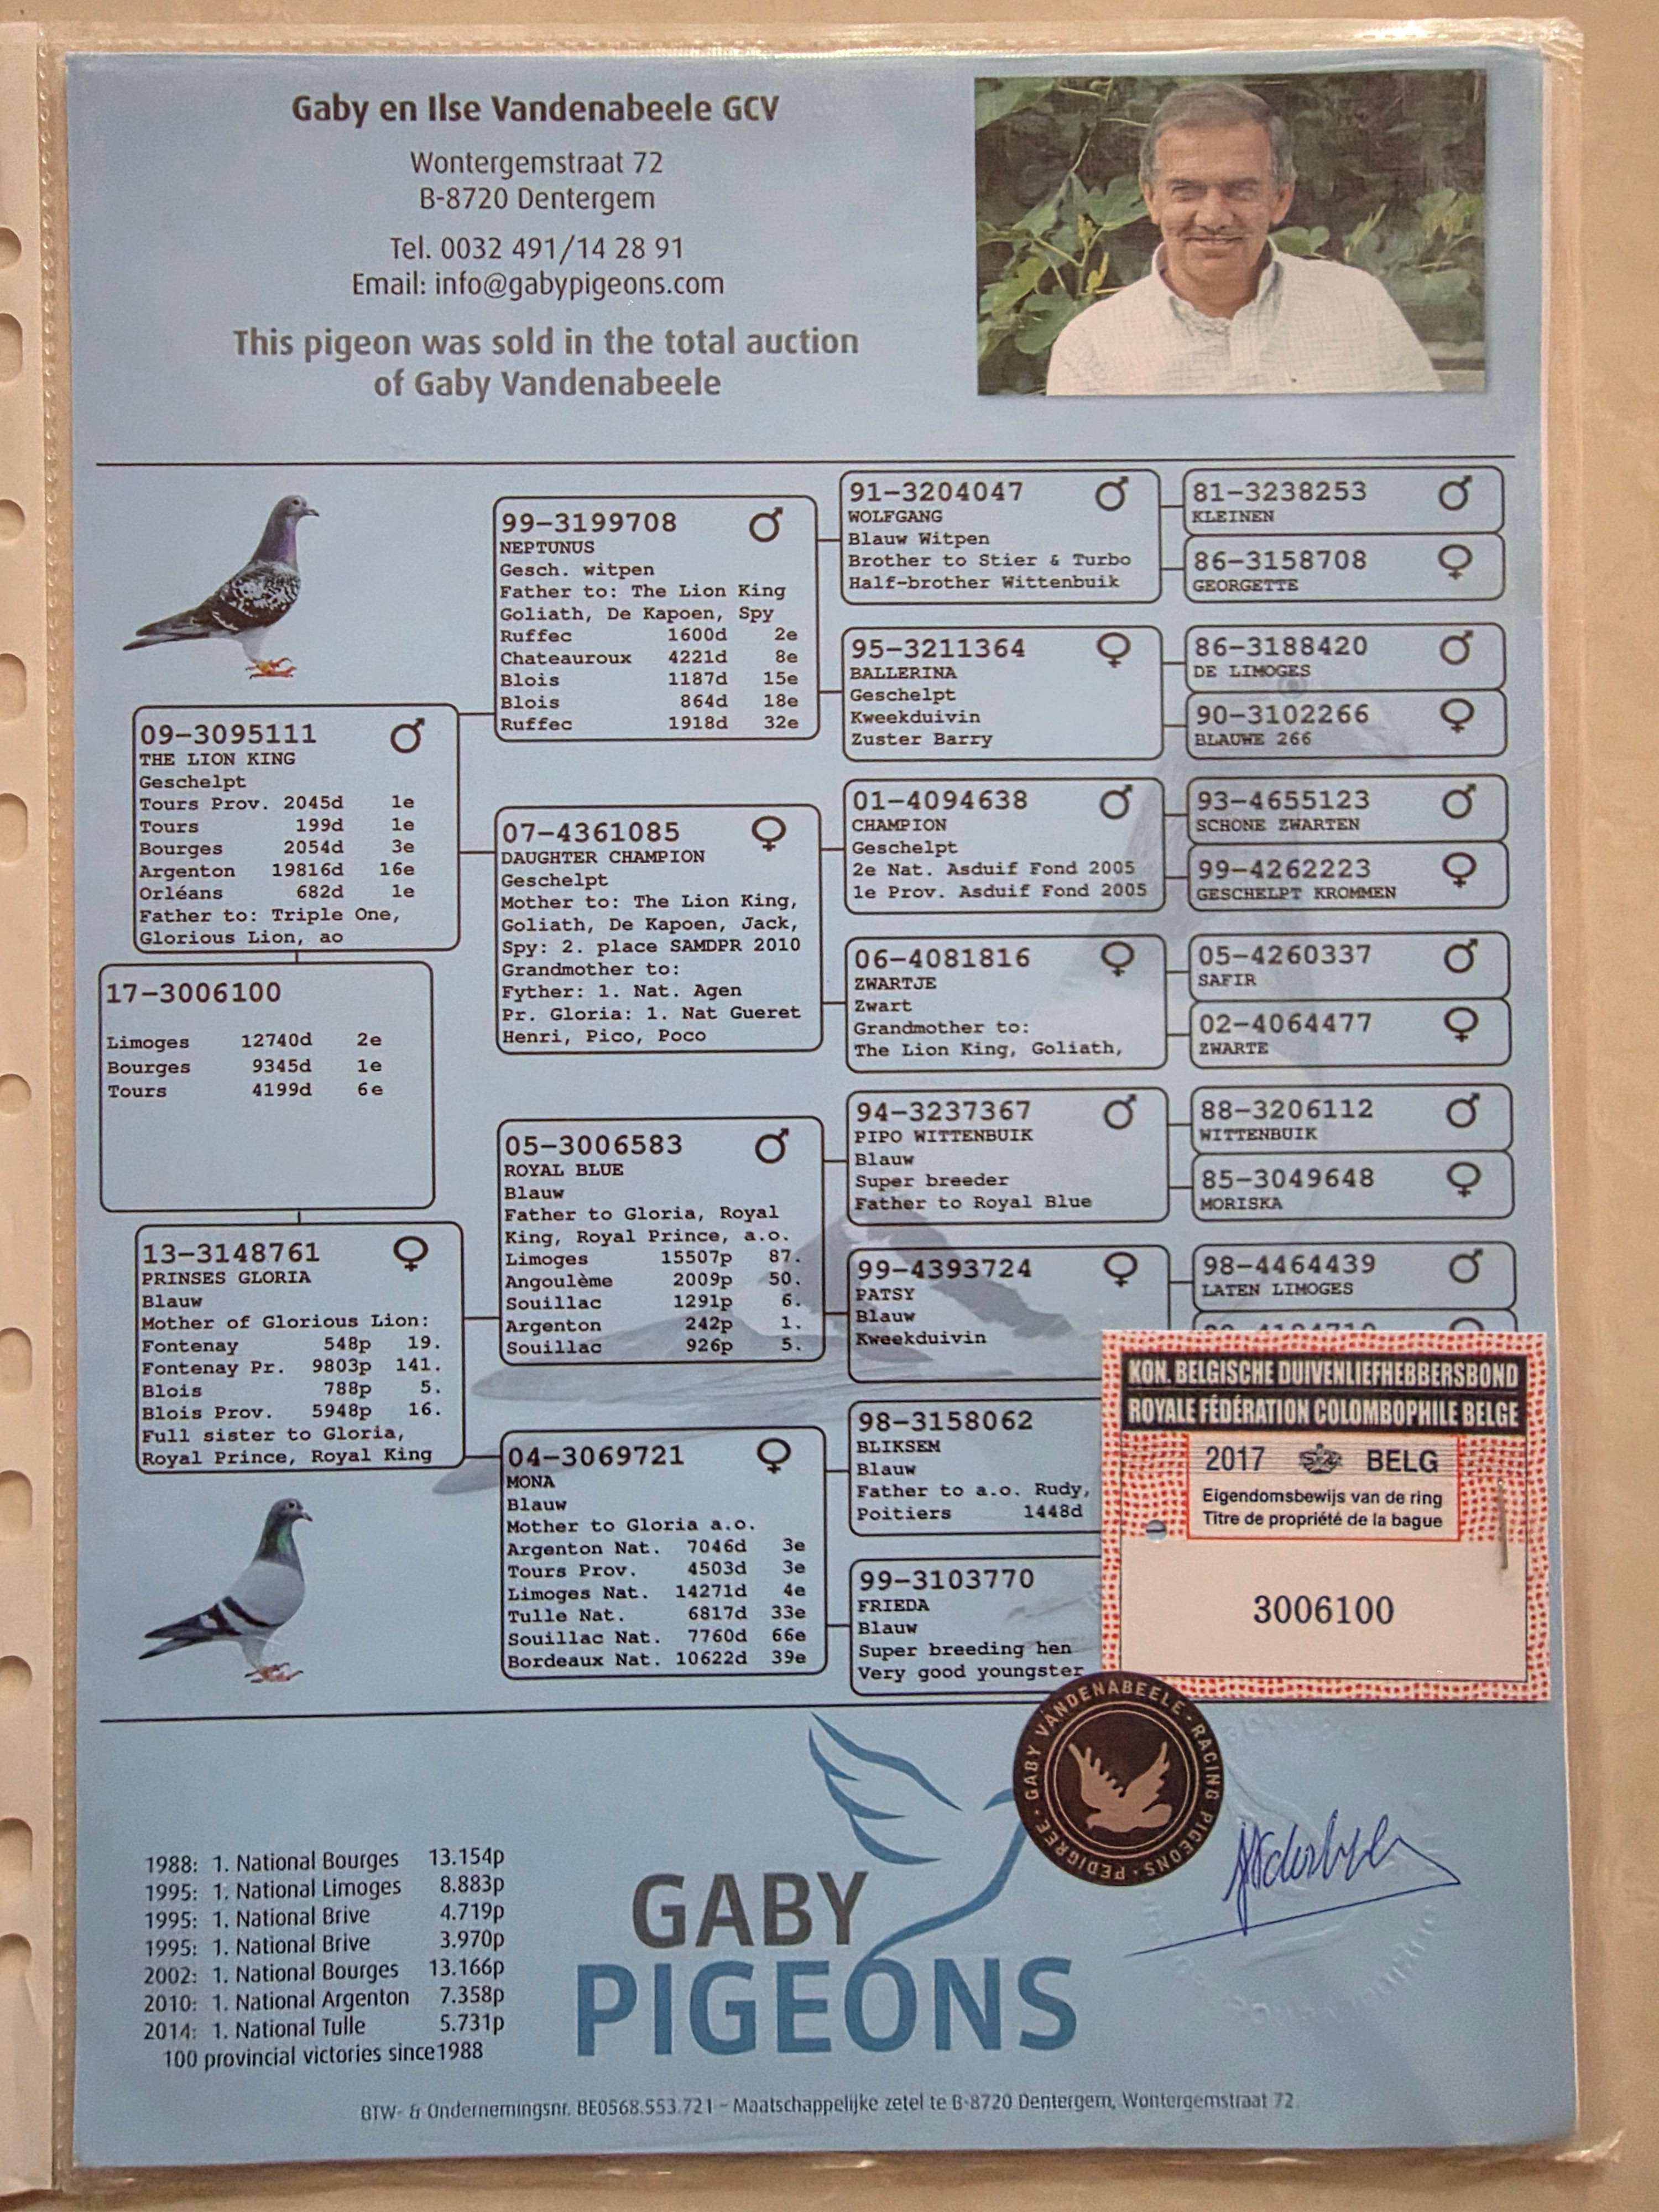 Gaby en Ilse Vandenabeele GCV
Wontergemstraat 72
B-8720 Dentergem
Tel. 0032 491/14 28 91
Email: info@gabypigeons.com
This pigeon was sold in the total auction
of Gaby Vandenabeele
09-3095111 ♂
THE LION KING
Geschelpt
Tours Prov. 2045d 1e
Tours 199d 1e
Bourges 2054d 3e
Argenton 19816d 16e
Orléans 682d 1e
Father to: Triple One,
Glorious Lion, ao
17-3006100
Limoges 12740d 2e
Bourges 9345d 1e
Tours 4199d 6e
13-3148761 ♀
PRINSES GLORIA
Blauw
Mother of Glorious Lion:
Fontenay 548p 19.
Fontenay Pr. 9803p 141.
Blois 788p 5.
Blois Prov. 5948p 16.
Full sister to Gloria,
Royal Prince, Royal King
99-3199708 ♂
NEPTUNUS
Gesch. witpen
Father to: The Lion King
Goliath, De Kapoen, Spy
Ruffec 1600d 2e
Chateauroux 4221d 8e
Blois 1187d 15e
Blois 864d 18e
Ruffec 1918d 32e
07-4361085 ♀
DAUGHTER CHAMPION
Geschelpt
Mother to: The Lion King,
Goliath, De Kapoen, Jack,
Spy: 2. place SAMDPR 2010
Grandmother to:
Fyther: 1. Nat. Agen
Pr. Gloria: 1. Nat Gueret
Henri, Pico, Poco
05-3006583 ♂
ROYAL BLUE
Blauw
Father to Gloria, Royal
King, Royal Prince, a.o.
Limoges 15507p 87.
Angoulème 2009p 50.
Souillac 1291p 6.
Argenton 242p 1.
Souillac 926p 5.
04-3069721 ♀
MONA
Blauw
Mother to Gloria a.o.
Argenton Nat. 7046d 3e
Tours Prov. 4503d 3e
Limoges Nat. 14271d 4e
Tulle Nat. 6817d 33e
Souillac Nat. 7760d 66e
Bordeaux Nat. 10622d 39e
91-3204047 ♂
WOLFGANG
Blauw Witpen
Brother to Stier & Turbo
Half-brother Wittenbuik
95-3211364 ♀
BALLERINA
Geschelpt
Kweekduivin
Zuster Barry
01-4094638 ♂
CHAMPION
Geschelpt
2e Nat. Asduif Fond 2005
1e Prov. Asduif Fond 2005
06-4081816 ♀
ZWARTJE
Zwart
Grandmother to:
The Lion King, Goliath,
94-3237367 ♂
PIPO WITTENBUIK
Blauw
Super breeder
Father to Royal Blue
99-4393724 ♀
PATSY
Blauw
Kweekduivin
98-3158062
BLIKSEM
Blauw
Father to a.o. Rudy,
Poitiers 1448d
99-3103770
FRIEDA
Blauw
Super breeding hen
Very good youngster
81-3238253 ♂
KLEINEN
86-3158708 ♀
GEORGETTE
86-3188420 ♂
DE LIMOGES
90-3102266 ♀
BLAUWE 266
93-4655123 ♂
SCHONE ZWARTEN
99-4262223 ♀
GESCHELPT KROMMEN
05-4260337 ♂
SAFIR
02-4064477 ♀
ZWARTE
88-3206112 ♂
WITTENBUIK
85-3049648 ♀
MORISKA
98-4464439 ♂
LATEN LIMOGES
KON. BELGISCHE DUIVENLIEFHEBBERSBOND
ROYALE FÉDÉRATION COLOMBOPHILE BELGE
2017 BELG
Eigendomsbewijs van de ring
Titre de propriété de la bague
3006100
GABY VANDENABEELE · RACING PIGEONS · PEDIGREE ·
1988: 1. National Bourges 13.154p
1995: 1. National Limoges 8.883p
1995: 1. National Brive 4.719p
1995: 1. National Brive 3.970p
2002: 1. National Bourges 13.166p
2010: 1. National Argenton 7.358p
2014: 1. National Tulle 5.731p
100 provincial victories since1988
GABY
PIGEONS
BTW- & Ondernemingsnr. BE0568.553.721 - Maatschappelijke zetel te B-8720 Dentergem, Wontergemstraat 72.